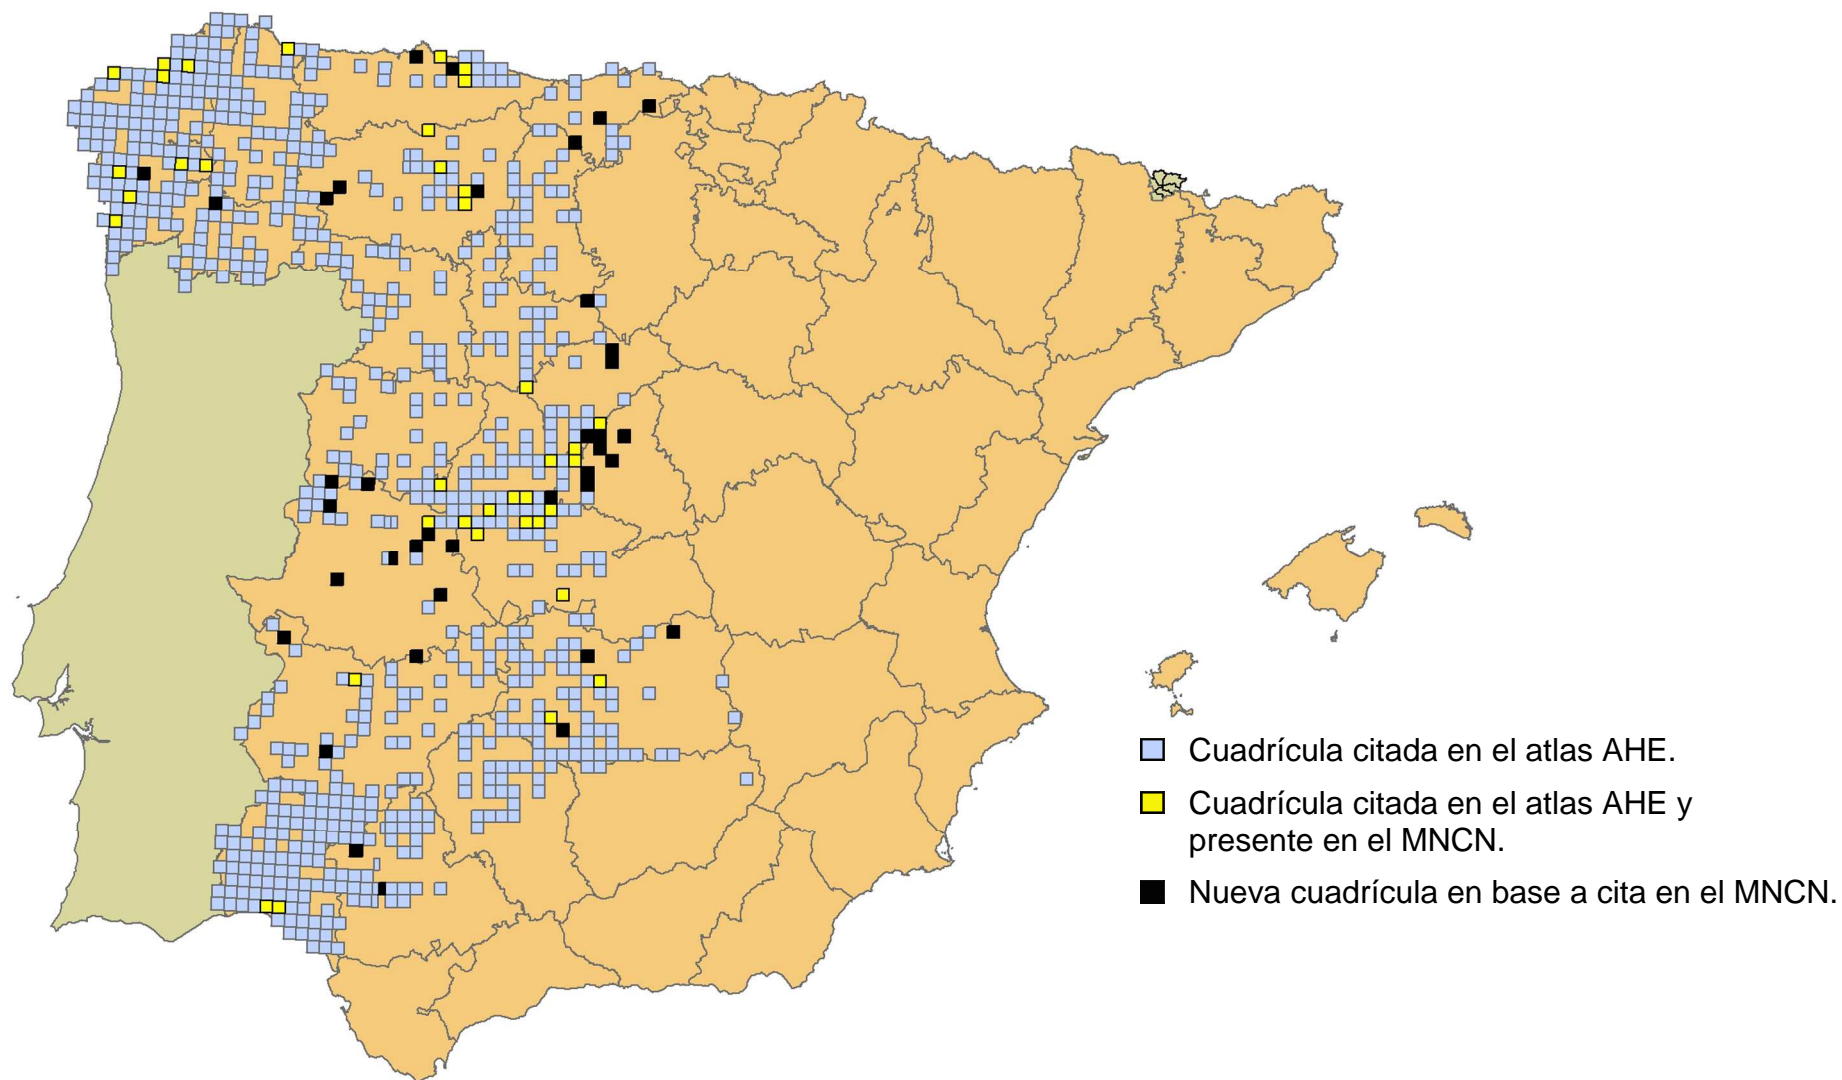 Cuadrícula citada en el atlas AHE.
Cuadrícula citada en el atlas AHE y
presente en el MNCN.
Nueva cuadrícula en base a cita en el MNCN.